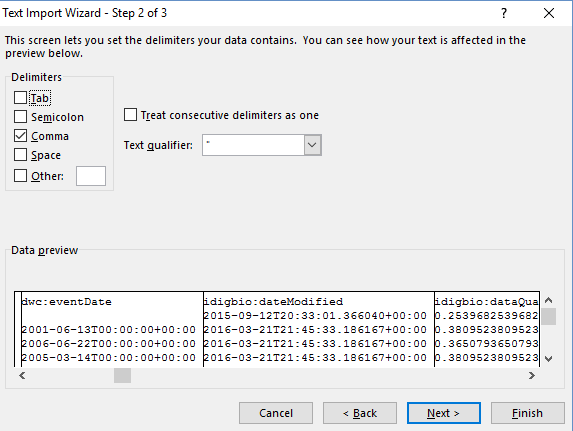 Text Import Wizard - Step 2 of 3
This screen lets you set the delimiters your data contains. You can see how your text is affected in the
preview below.
Delimiters
Tab
Semicolon
Comma
Space
Other:
Treat consecutive delimiters as one
Text qualifier: "
Data preview
dwc:eventDate idigbio:dateModified idigbio:dataQua
2015-09-12T20:33:01.366040+00:00 0.2539682539682
2001-06-13T00:00:00+00:00 2016-03-21T21:45:33.186167+00:00 0.3809523809523
2006-06-22T00:00:00+00:00 2016-03-21T21:45:33.186167+00:00 0.3650793650793
2005-03-14T00:00:00+00:00 2016-03-21T21:45:33.186167+00:00 0.3809523809523
Cancel < Back Next > Finish